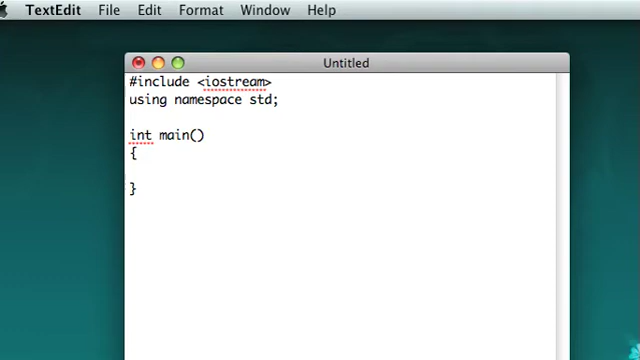 TextEdit File Edit Format Window Help
Untitled
#include <iostream>
using namespace std;
int main()
{
}